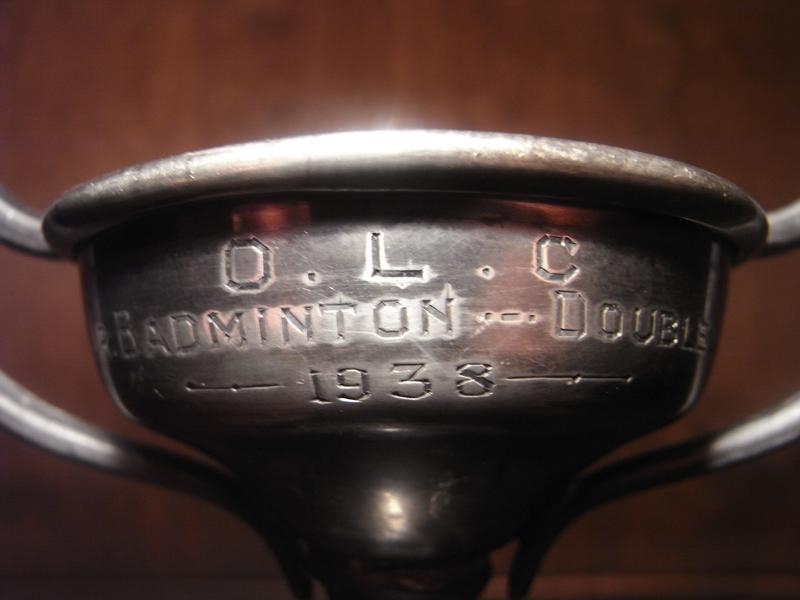 O.L.C
BADMINTON -- DOUBLE
1938